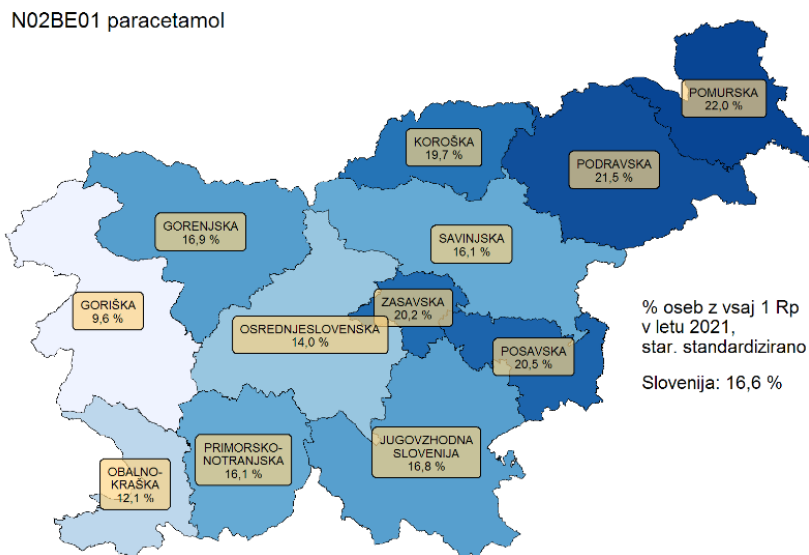 N02BE01 paracetamol
POMURSKA
22,0 %
KOROŠKA
19,7 %
PODRAVSKA
21,5 %
GORENJSKA
16,9 %
SAVINJSKA
16,1 %
GORIŠKA
9,6 %
ZASAVSKA
20,2 %
OSREDNJESLOVENSKA
14,0 %
POSAVSKA
20,5 %
% oseb z vsaj 1 Rp
v letu 2021,
star. standardizirano
Slovenija: 16,6 %
PRIMORSKO-
NOTRANJSKA
16,1 %
JUGOVZHODNA
SLOVENIJA
16,8 %
OBALNO-
KRAŠKA
12,1 %